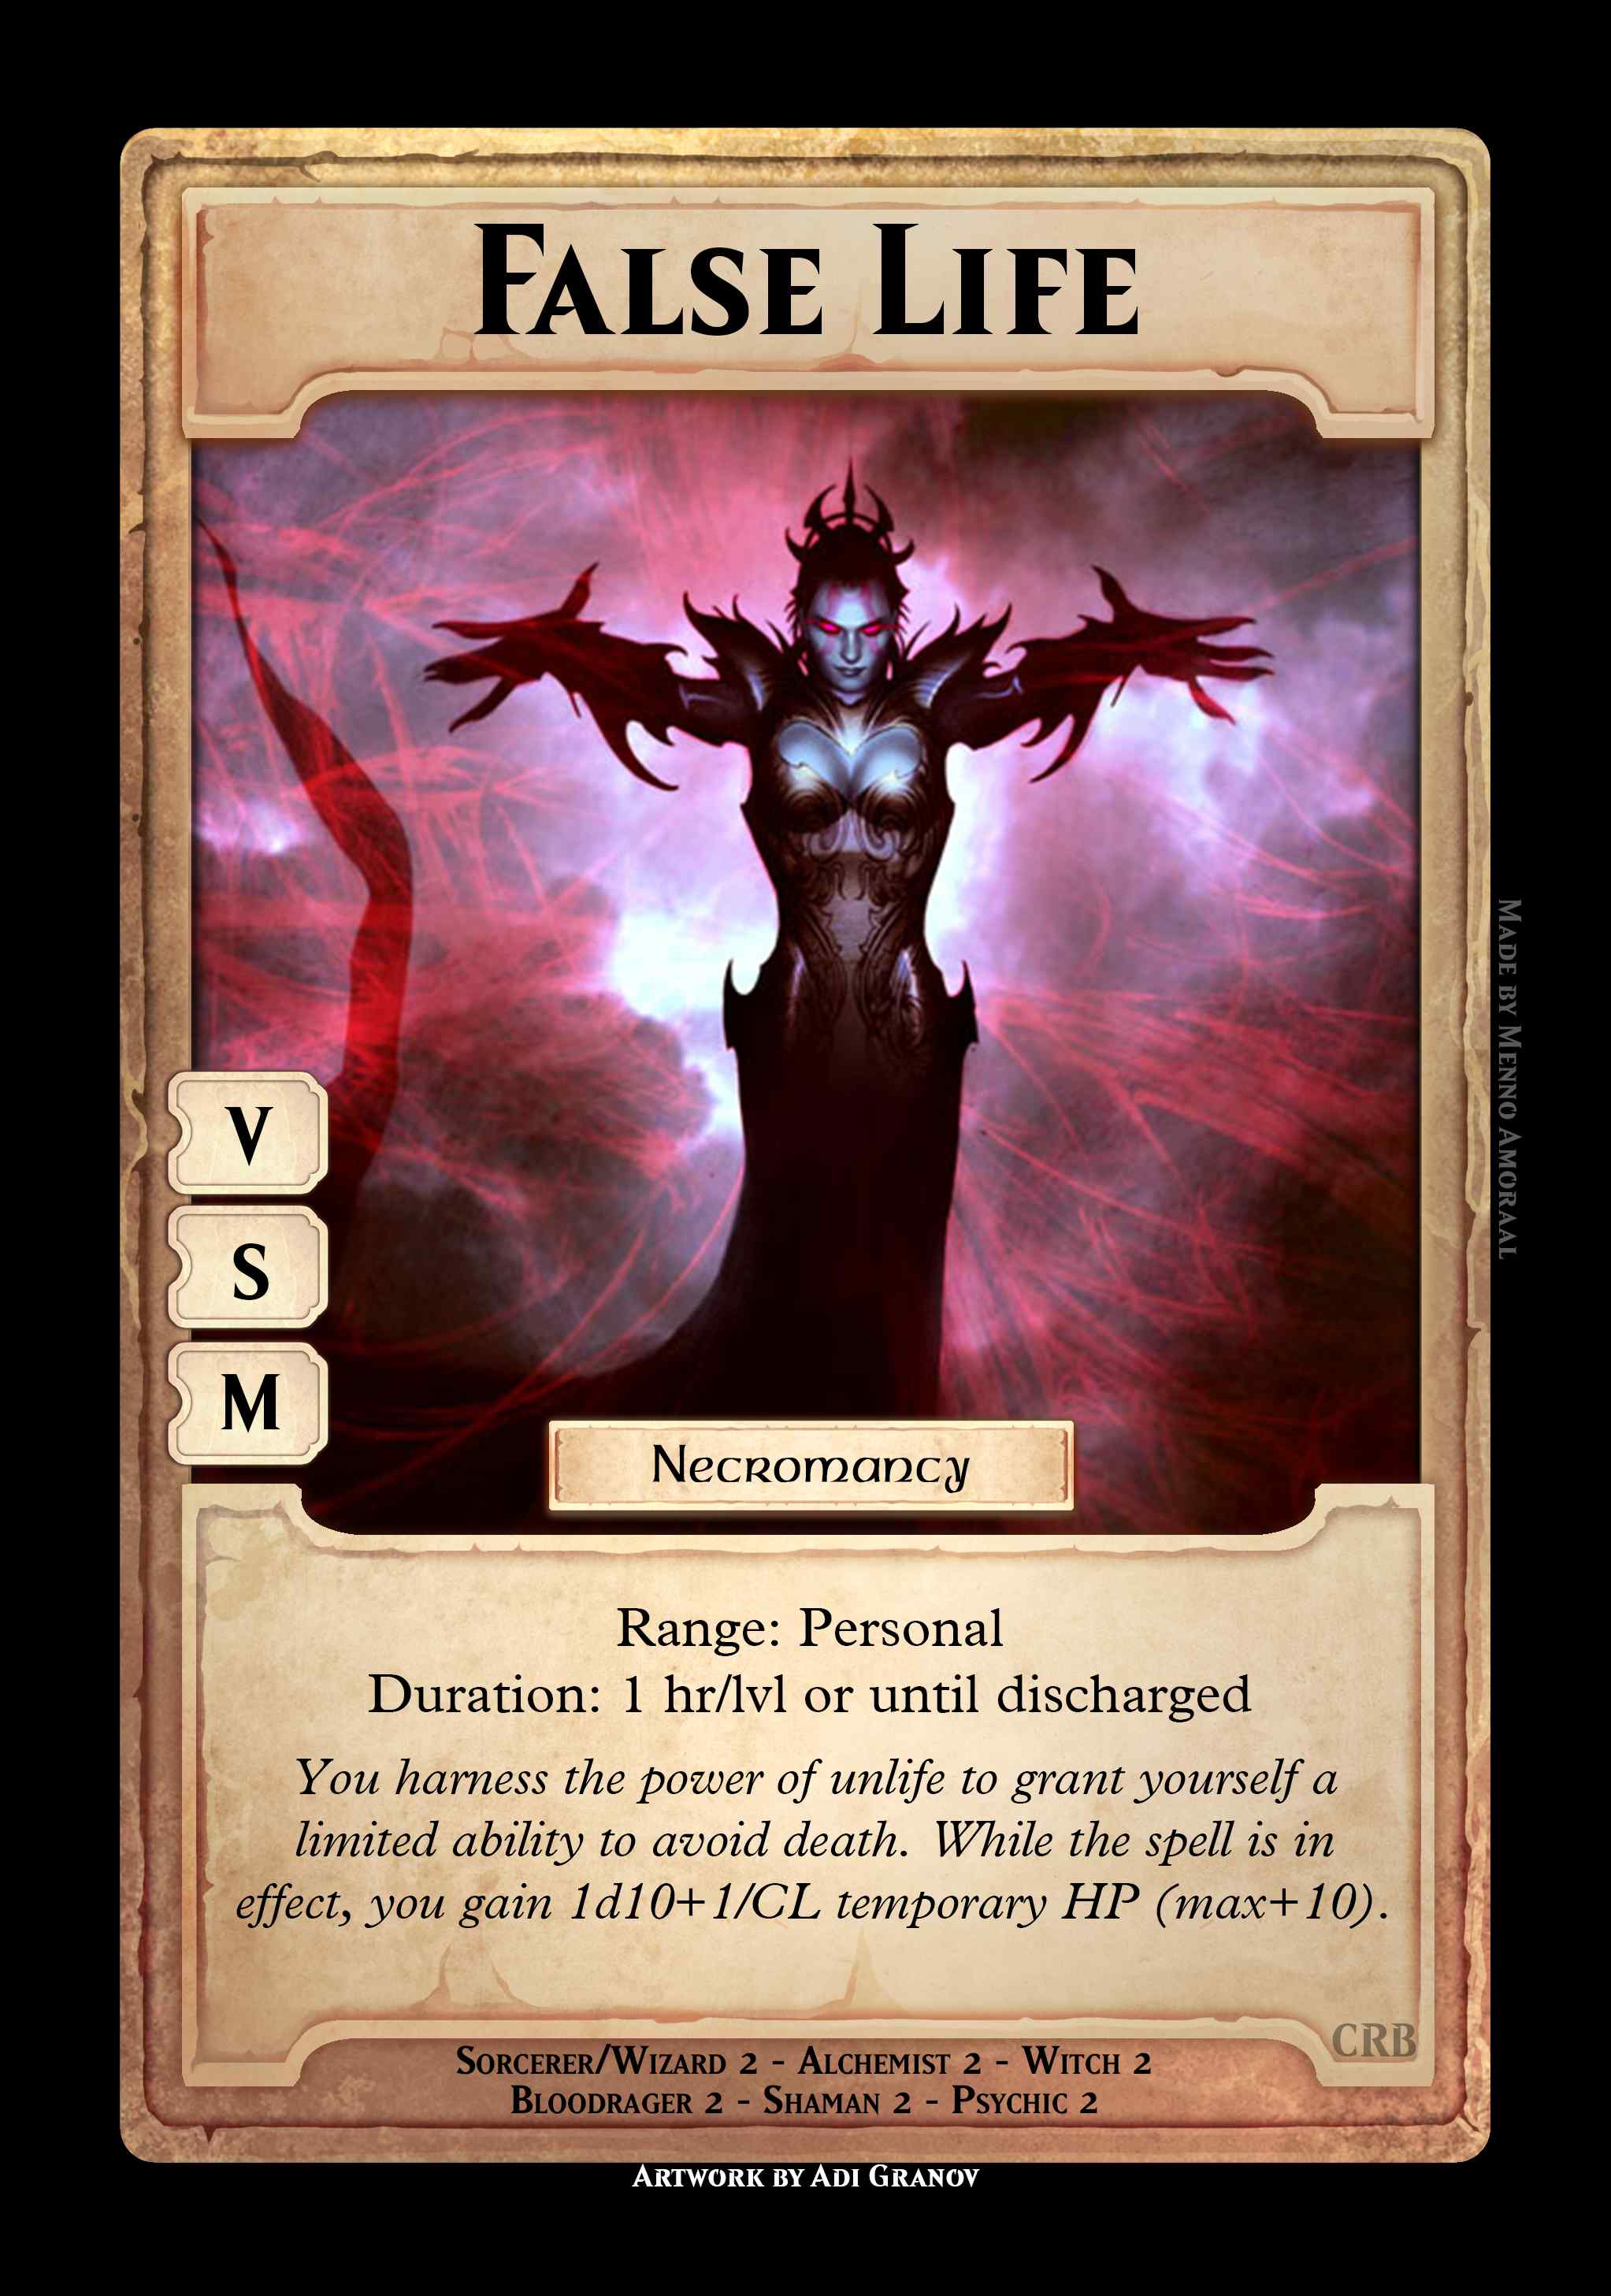 False Life
V
S
M
Necromancy
Range: Personal
Duration: 1 hr/lvl or until discharged
You harness the power of unlife to grant yourself a
limited ability to avoid death. While the spell is in
effect, you gain 1d10+1/CL temporary HP (max+10).
CRB
Sorcerer/Wizard 2 - Alchemist 2 - Witch 2
Bloodrager 2 - Shaman 2 - Psychic 2
Artwork by Adi Granov
Made by Menno Amoraal